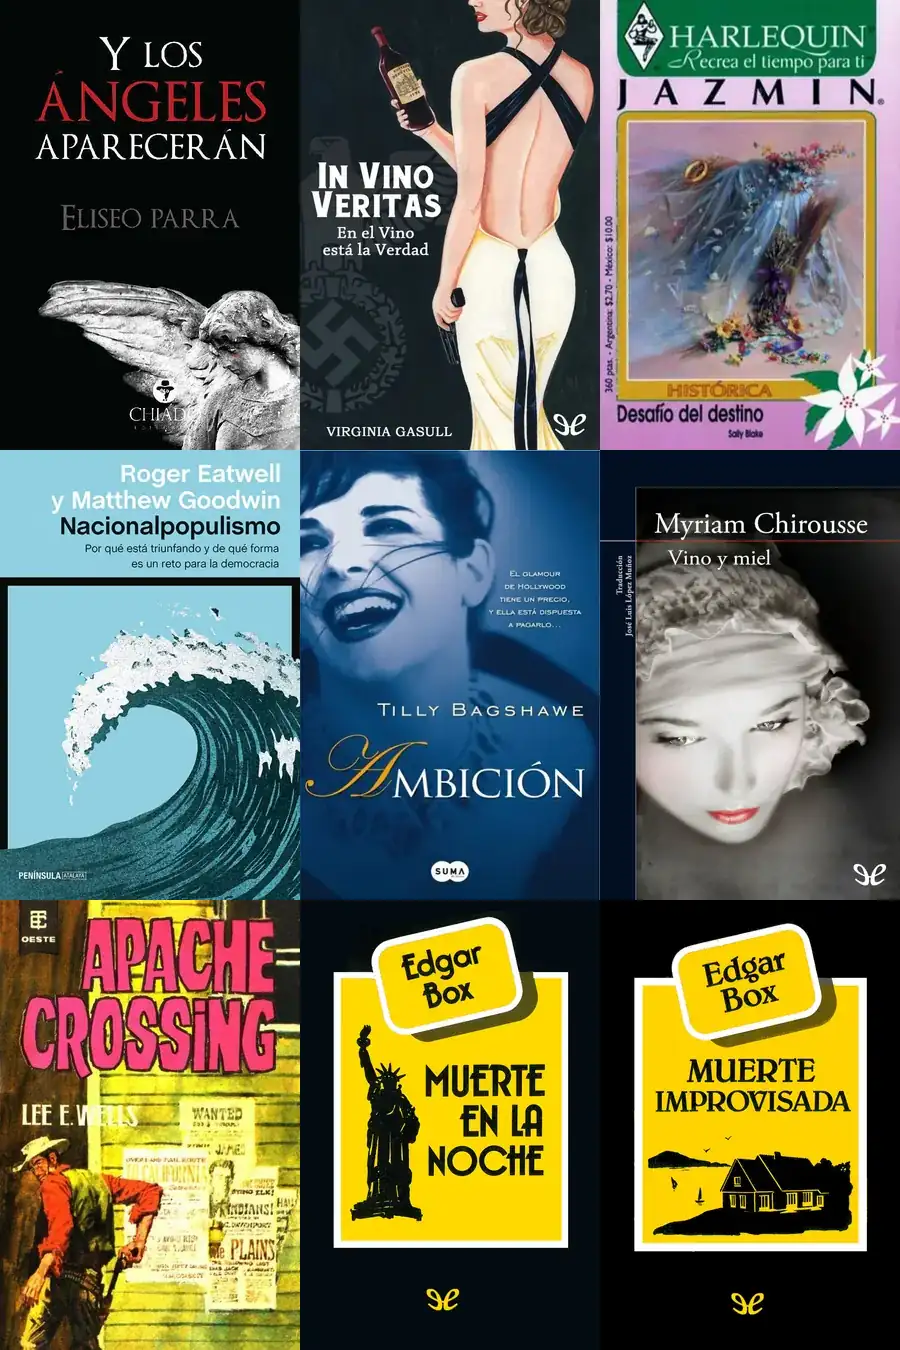 Y LOS
ÁNGELES
APARECERÁN
ELISEO PARRA
CHIADO
EDITORIAL
IN VINO
VERITAS
En el Vino
está la Verdad
VIRGINIA GASULL
HARLEQUIN
Recrea el tiempo para ti
JAZMIN
360 ptas. - Argentina: $2.70 - México: $10.00
HISTÓRICA
Desafío del destino
Sally Blake
Roger Eatwell
y Matthew Goodwin
Nacionalpopulismo
Por qué está triunfando y de qué forma
es un reto para la democracia
PENÍNSULA ATALAYA
EL GLAMOUR
DE HOLLYWOOD
TIENE UN PRECIO,
Y ELLA ESTÁ DISPUESTA
A PAGARLO...
TILLY BAGSHAWE
AMBICIÓN
SUMA
Myriam Chirousse
Vino y miel
Traducción
José Luis López Muñoz
OESTE
APACHE
CROSSING
LEE E. WELLS
WANTED
CALIFORNIA
INDIANS!
PLAINS
Edgar
Box
MUERTE
EN LA
NOCHE
Edgar
Box
MUERTE
IMPROVISADA